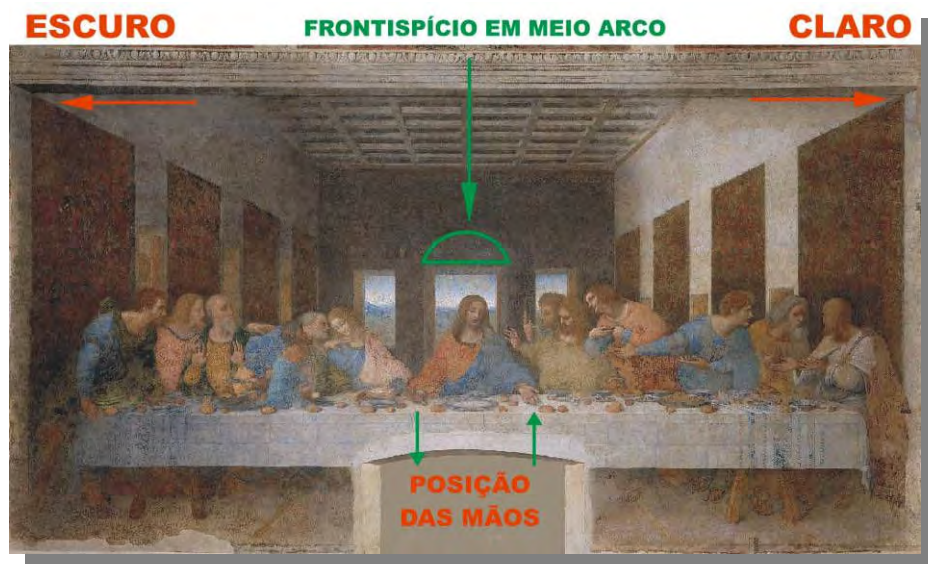 ESCURO FRONTISPÍCIO EM MEIO ARCO CLARO
POSIÇÃO
DAS MÃOS